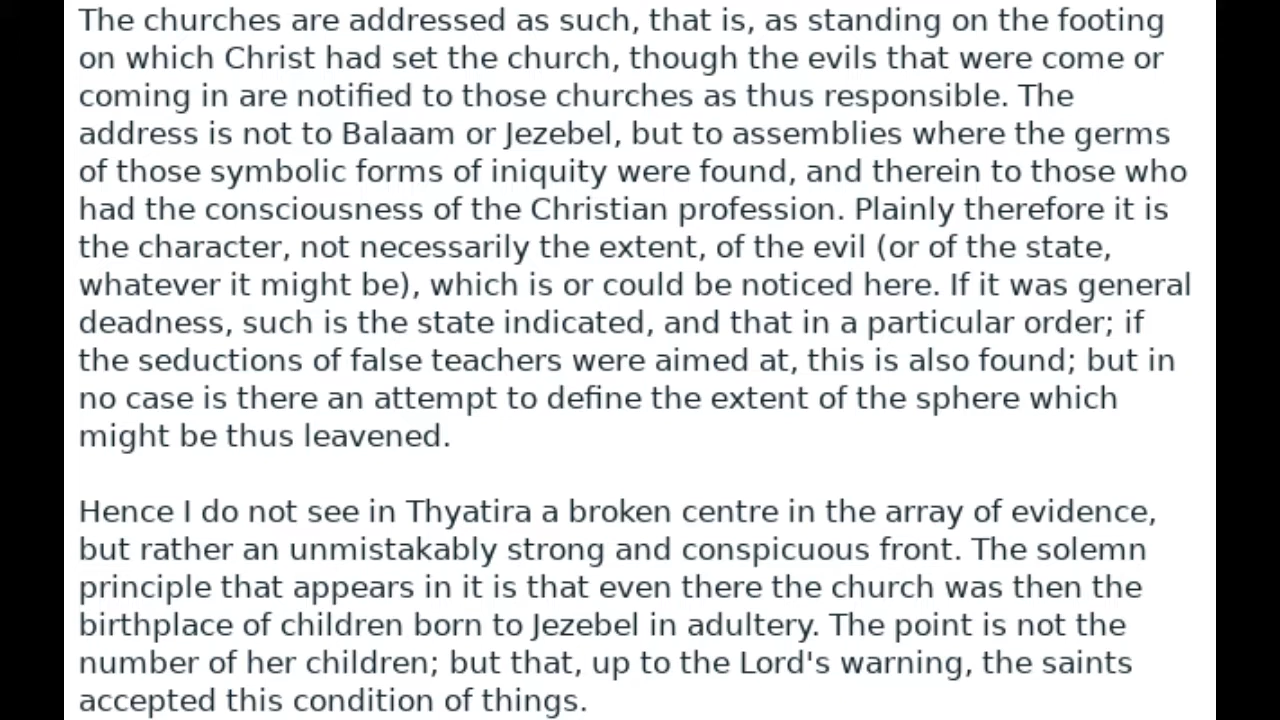 The churches are addressed as such, that is, as standing on the footing
on which Christ had set the church, though the evils that were come or
coming in are notified to those churches as thus responsible. The
address is not to Balaam or Jezebel, but to assemblies where the germs
of those symbolic forms of iniquity were found, and therein to those who
had the consciousness of the Christian profession. Plainly therefore it is
the character, not necessarily the extent, of the evil (or of the state,
whatever it might be), which is or could be noticed here. If it was general
deadness, such is the state indicated, and that in a particular order; if
the seductions of false teachers were aimed at, this is also found; but in
no case is there an attempt to define the extent of the sphere which
might be thus leavened.

Hence I do not see in Thyatira a broken centre in the array of evidence,
but rather an unmistakably strong and conspicuous front. The solemn
principle that appears in it is that even there the church was then the
birthplace of children born to Jezebel in adultery. The point is not the
number of her children; but that, up to the Lord's warning, the saints
accepted this condition of things.